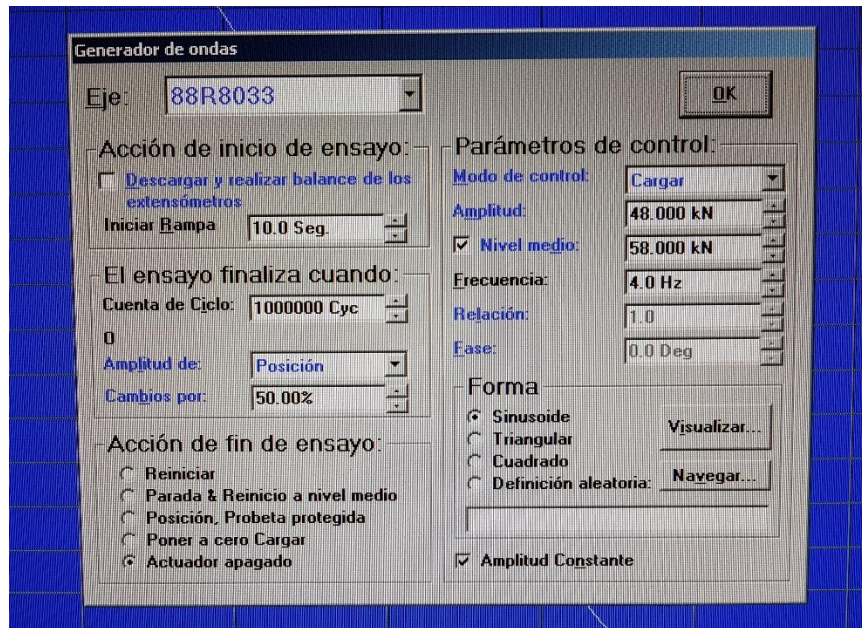 Generador de ondas
Eje: 88R8033
OK
Acción de inicio de ensayo:
Descargar y realizar balance de los
extensómetros
Iniciar Rampa 10.0 Seg.
El ensayo finaliza cuando:
Cuenta de Ciclo: 1000000 Cyc
O
Amplitud de: Posición
Cambios por: 50.00%
Acción de fin de ensayo:
Reiniciar
Parada & Reinicio a nivel medio
Posición, Probeta protegida
Poner a cero Cargar
Actuador apagado
Parámetros de control:
Modo de control: Cargar
Amplitud: 48.000 kN
Nivel medio: 58.000 kN
Frecuencia: 4.0 Hz
Relación: 1.0
Fase: 0.0 Deg
Forma
Sinusoide
Triangular
Cuadrado
Definición aleatoria:
Visualizar...
Navegar...
Amplitud Constante